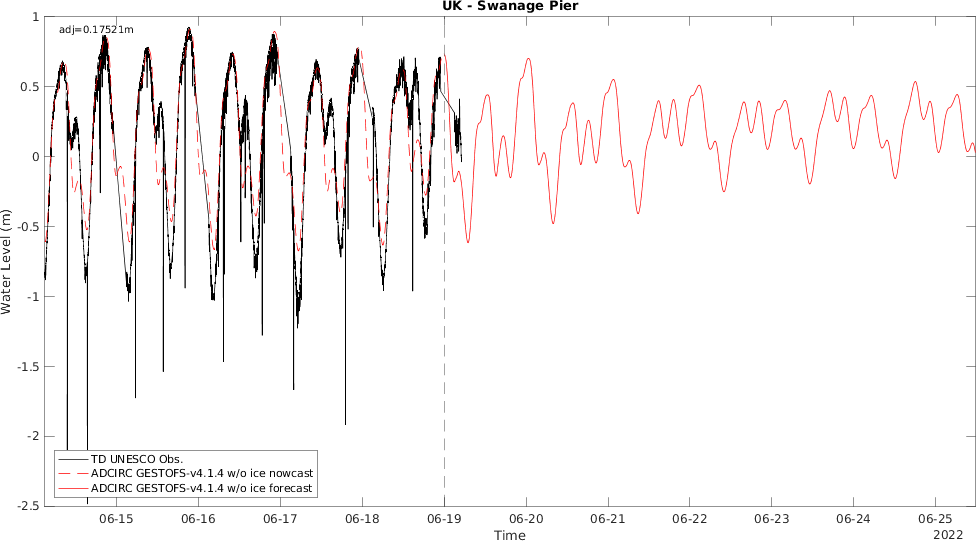 UK - Swanage Pier
adj=0.17521m
1
0.5
0
-0.5
-1
-1.5
-2
-2.5
Water Level (m)
TD UNESCO Obs.
ADCIRC GESTOFS-v4.1.4 w/o ice nowcast
ADCIRC GESTOFS-v4.1.4 w/o ice forecast
06-15 06-16 06-17 06-18 06-19 06-20 06-21 06-22 06-23 06-24 06-25
Time
2022